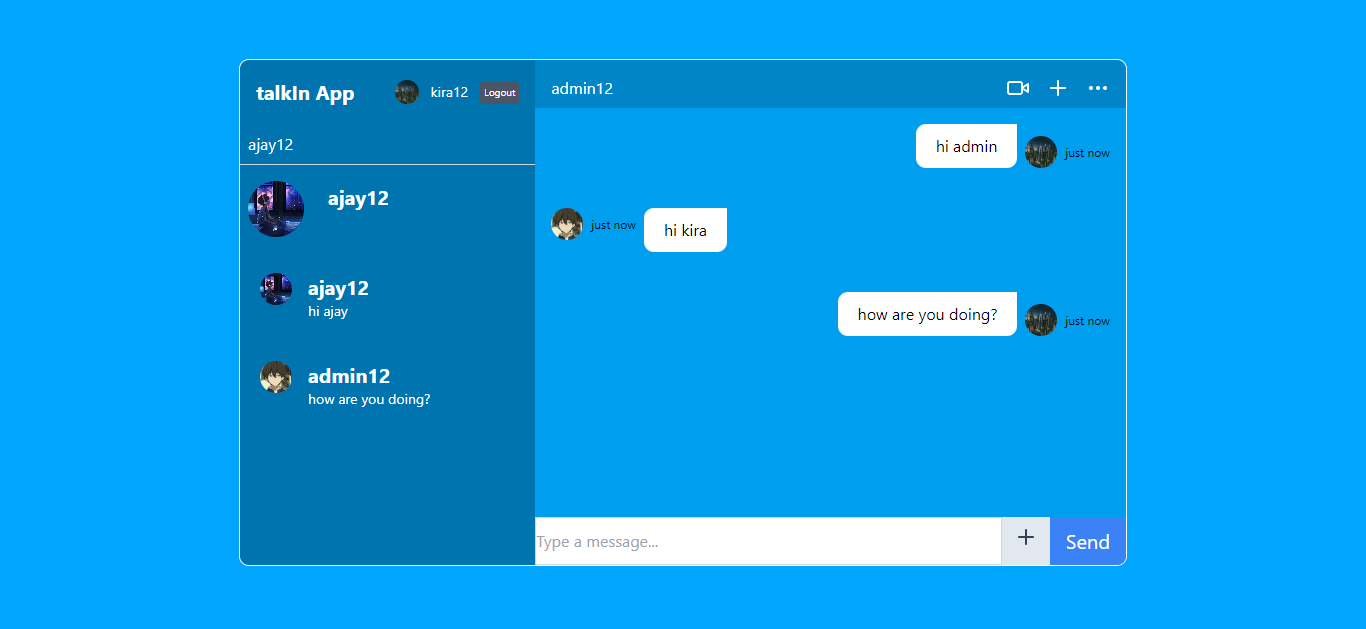 talkIn App
kira12
Logout
ajay12
ajay12
ajay12
hi ajay
admin12
how are you doing?
admin12
hi admin
just now
just now
hi kira
how are you doing?
just now
Type a message...
Send